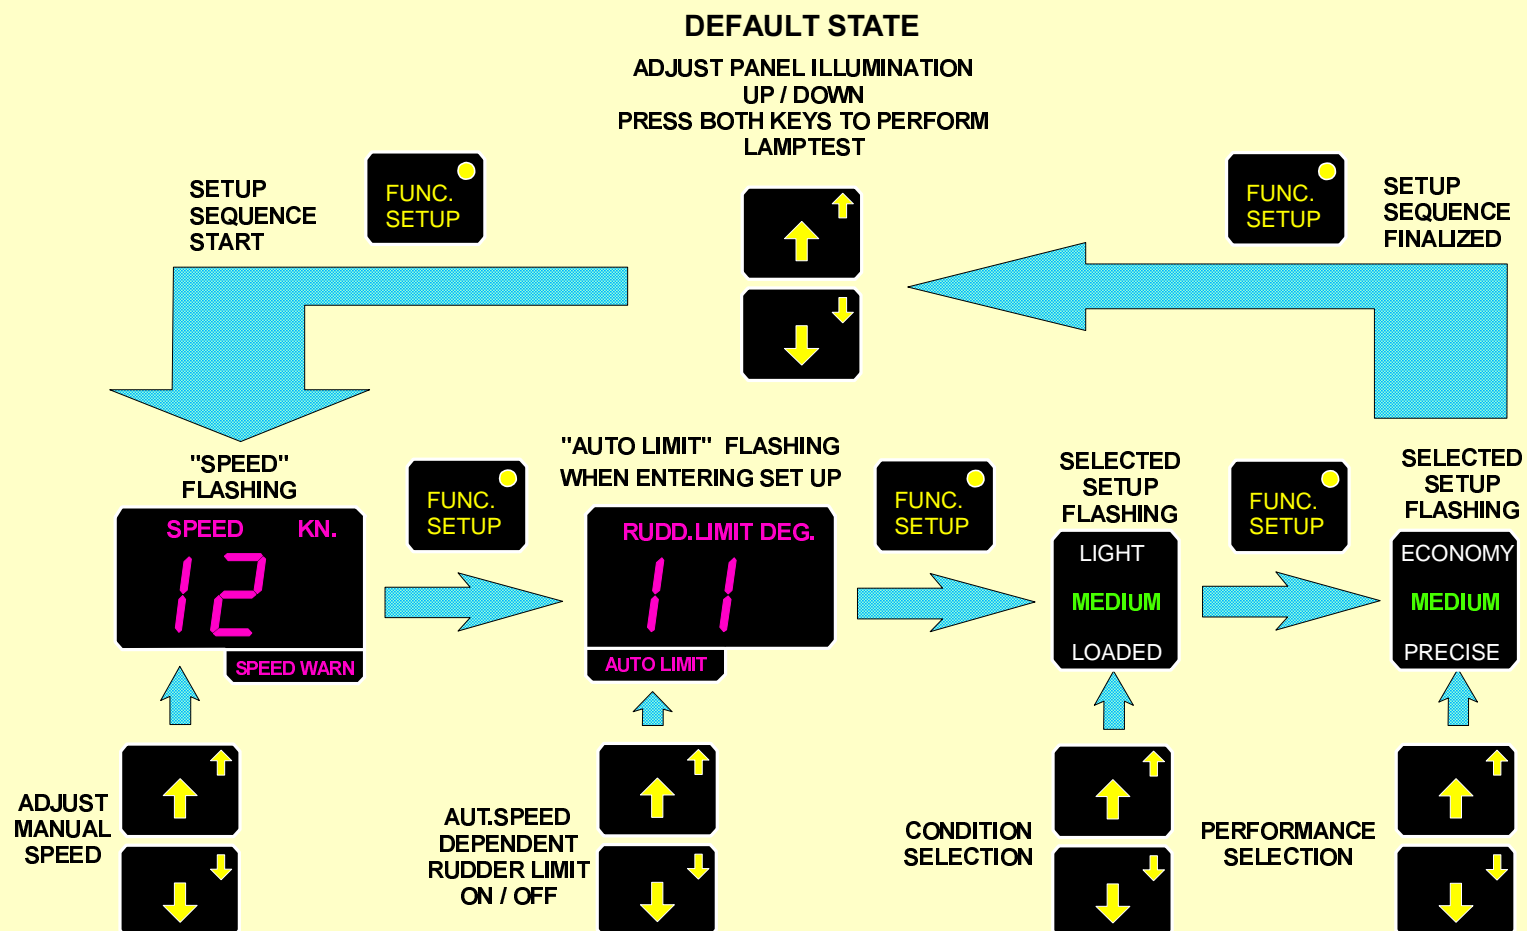 DEFAULT STATE
ADJUST PANEL ILLUMINATION
UP / DOWN
PRESS BOTH KEYS TO PERFORM
LAMPTEST
SETUP
SEQUENCE
START
FUNC.
SETUP
FUNC.
SETUP
SETUP
SEQUENCE
FINALIZED
"SPEED"
FLASHING
SPEED KN.
12
SPEED WARN
FUNC.
SETUP
"AUTO LIMIT" FLASHING
WHEN ENTERING SET UP
RUDD.LIMIT DEG.
11
AUTO LIMIT
FUNC.
SETUP
SELECTED
SETUP
FLASHING
LIGHT
MEDIUM
LOADED
FUNC.
SETUP
SELECTED
SETUP
FLASHING
ECONOMY
MEDIUM
PRECISE
ADJUST
MANUAL
SPEED
AUT.SPEED
DEPENDENT
RUDDER LIMIT
ON / OFF
CONDITION
SELECTION
PERFORMANCE
SELECTION